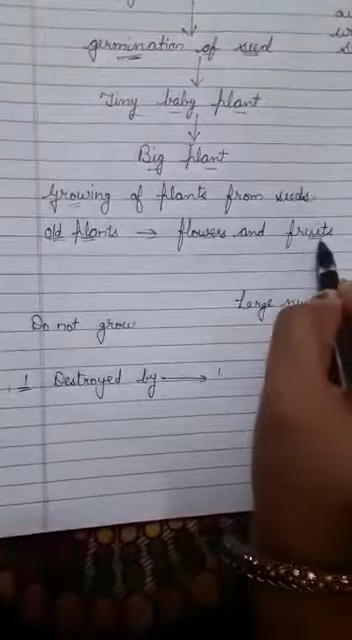 germination of seed
Tiny baby plant
Big plant
Growing of plants from seeds.
old plants → flowers and fruits
Large
Do not grow
1 Destroyed by → 1.